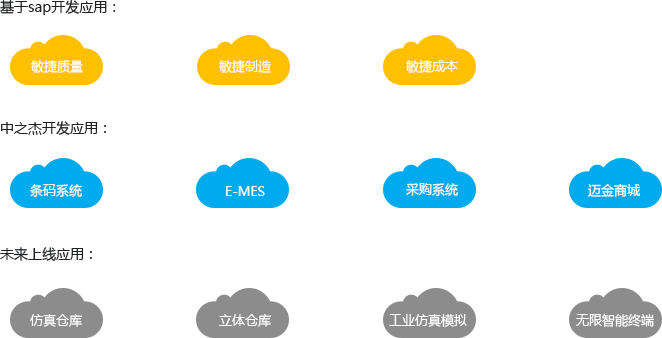 基于sap开发应用：
敏捷质量 敏捷制造 敏捷成本
中之杰开发应用：
条码系统 E-MES 采购系统 迈金商城
未来上线应用：
仿真仓库 立体仓库 工业仿真模拟 无限智能终端